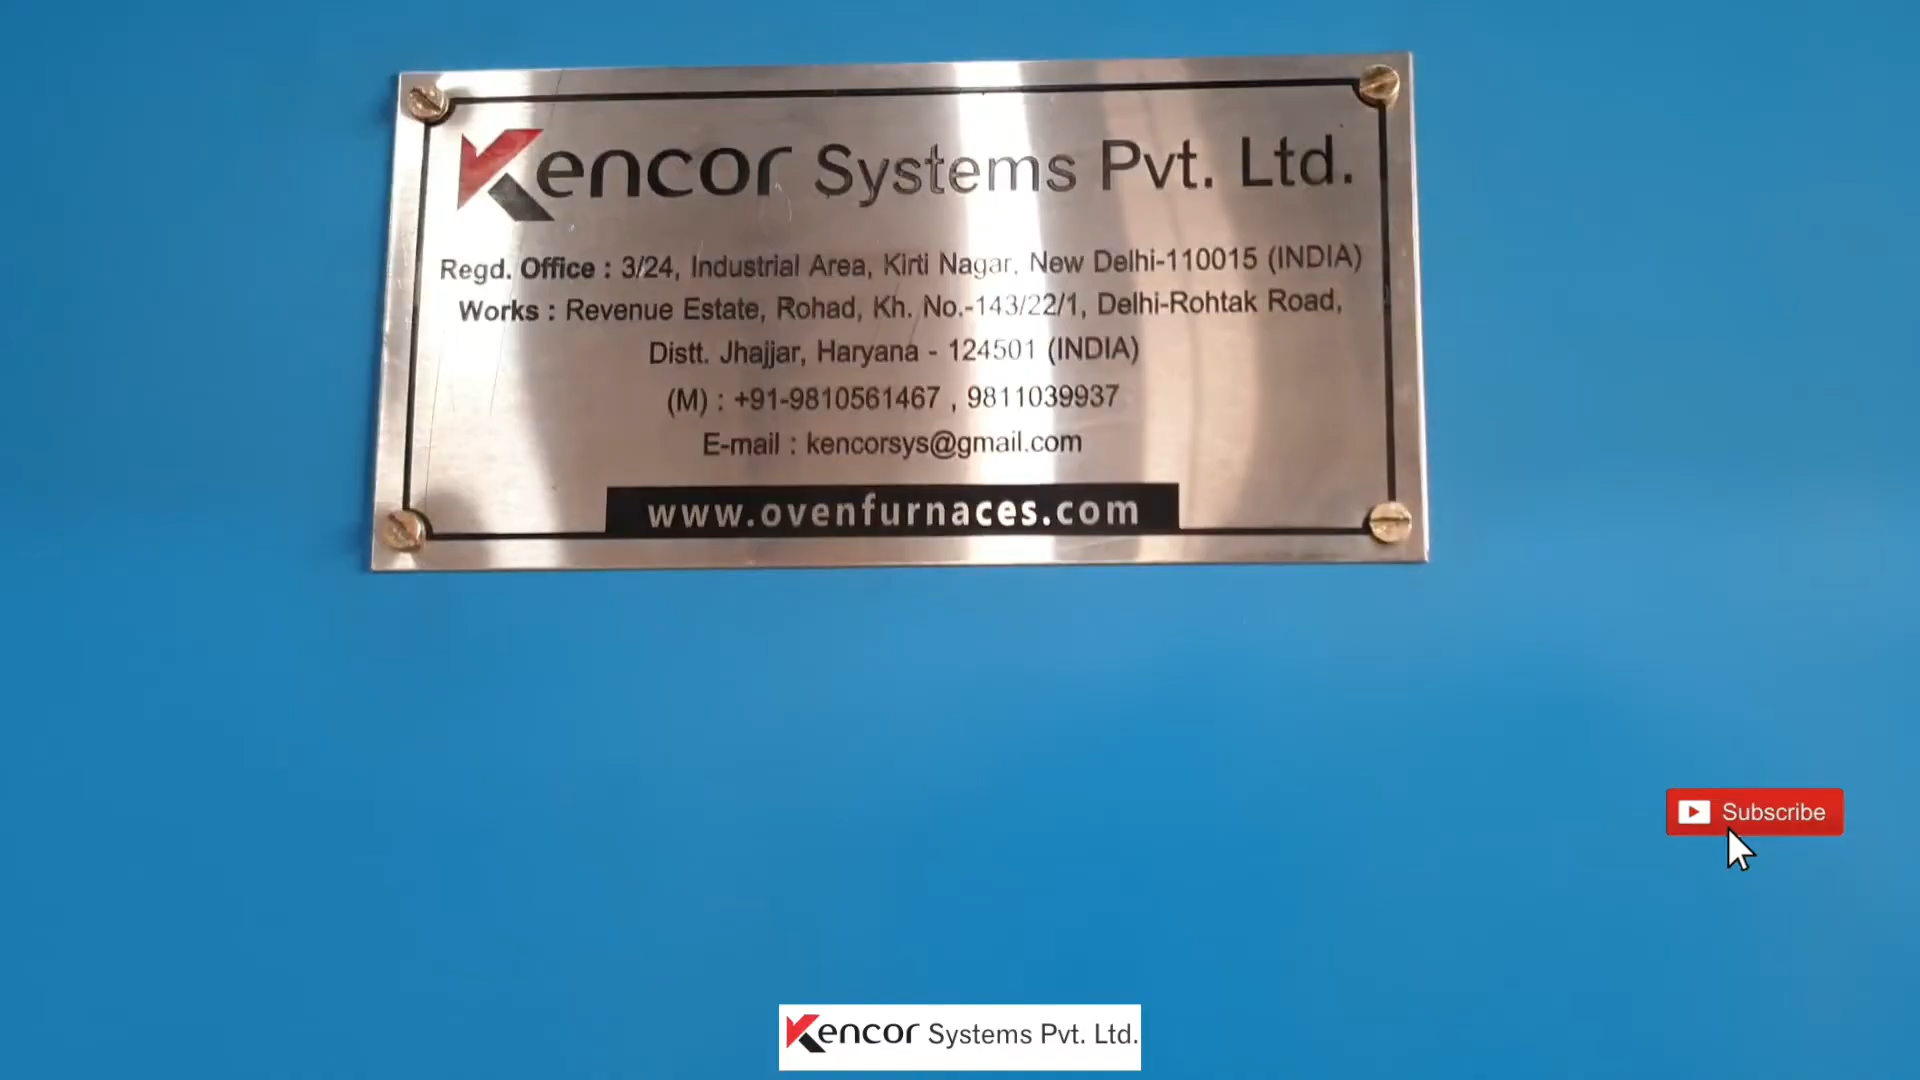 Kencor Systems Pvt. Ltd.
Regd. Office : 3/24, Industrial Area, Kirti Nagar, New Delhi-110015 (INDIA)
Works : Revenue Estate, Rohad, Kh. No.-143/22/1, Delhi-Rohtak Road,
Distt. Jhajjar, Haryana - 124501 (INDIA)
(M) : +91-9810561467 , 9811039937
E-mail : kencorsys@gmail.com
www.ovenfurnaces.com
Subscribe
Kencor Systems Pvt. Ltd.